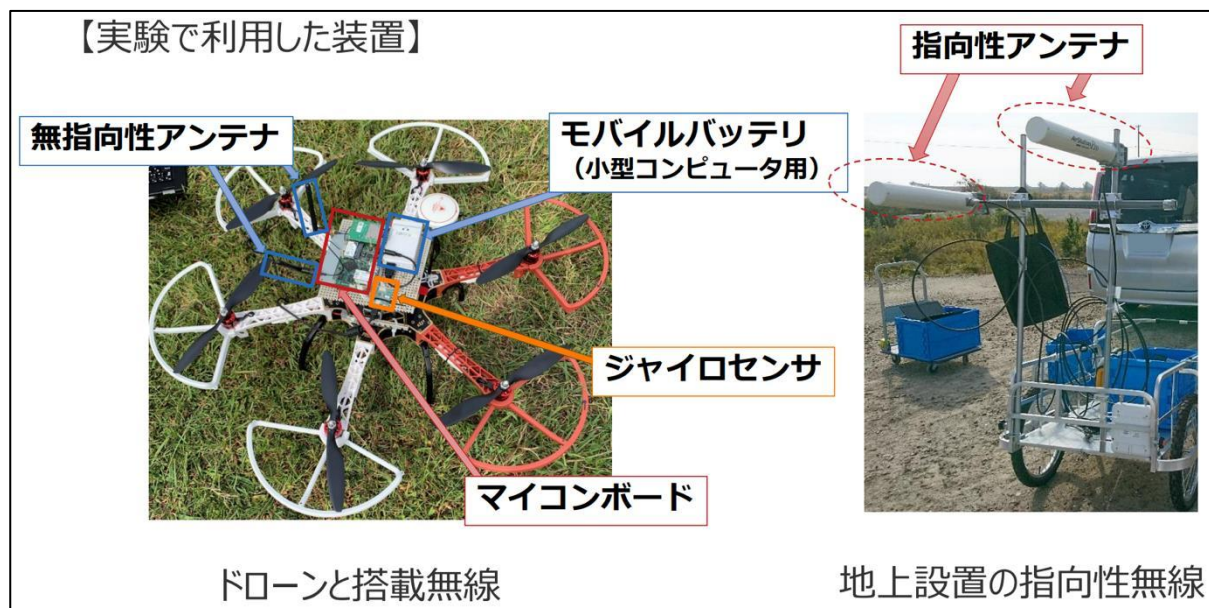 【実験で利用した装置】
指向性アンテナ
無指向性アンテナ
モバイルバッテリ
（小型コンピュータ用）
ジャイロセンサ
マイコンボード
ドローンと搭載無線
地上設置の指向性無線